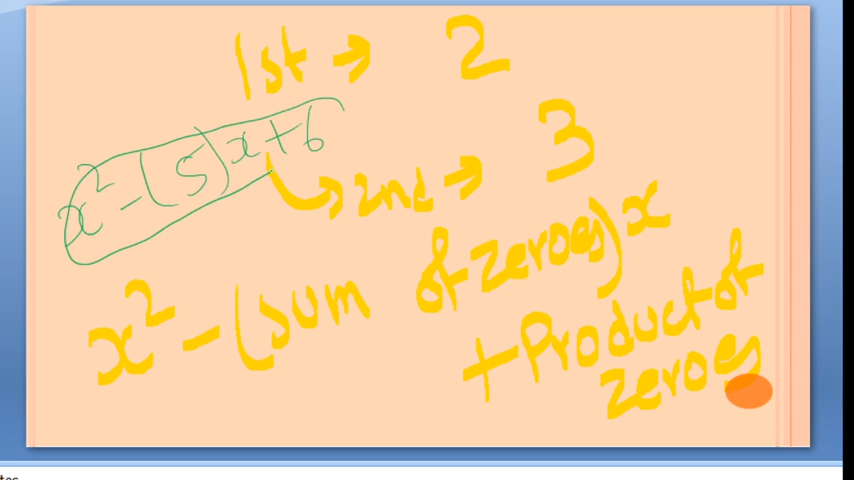 1st → 2
x² - (5)x + 6
2nd → 3
x² - (sum of zeroes) x
+ Product of
zeroes